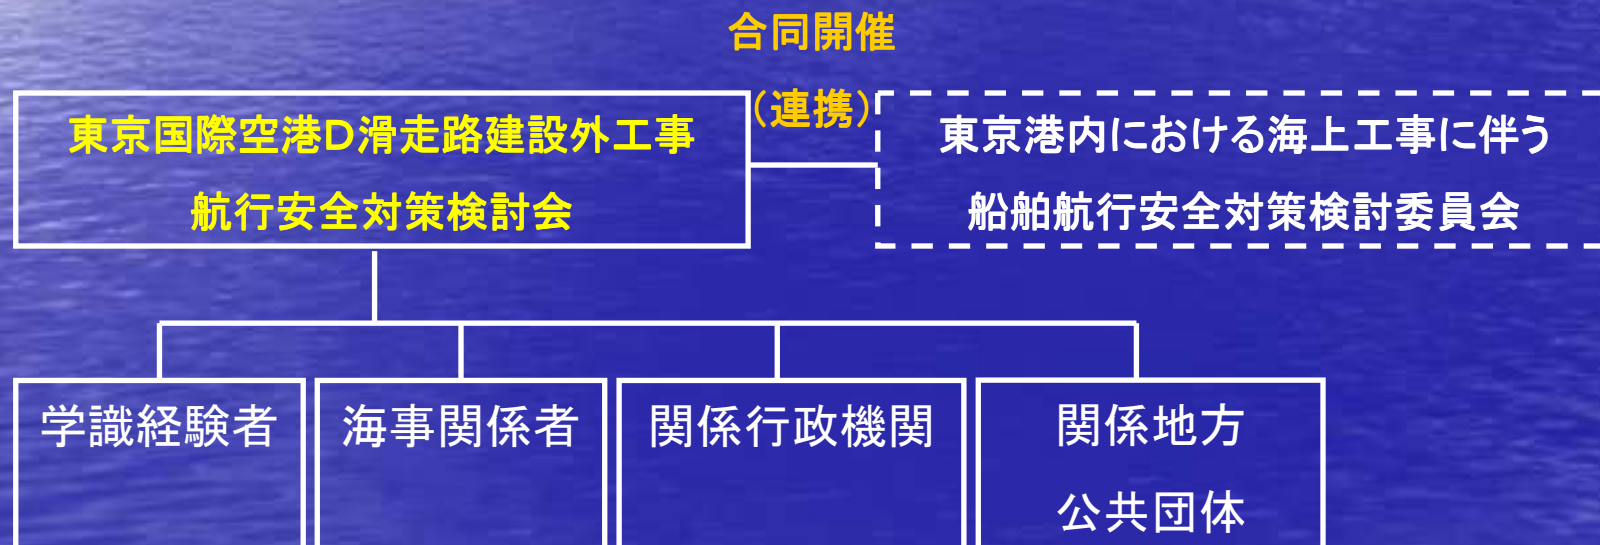 合同開催
(連携)
東京国際空港D滑走路建設外工事
航行安全対策検討会
東京港内における海上工事に伴う
船舶航行安全対策検討委員会
学識経験者
海事関係者
関係行政機関
関係地方
公共団体